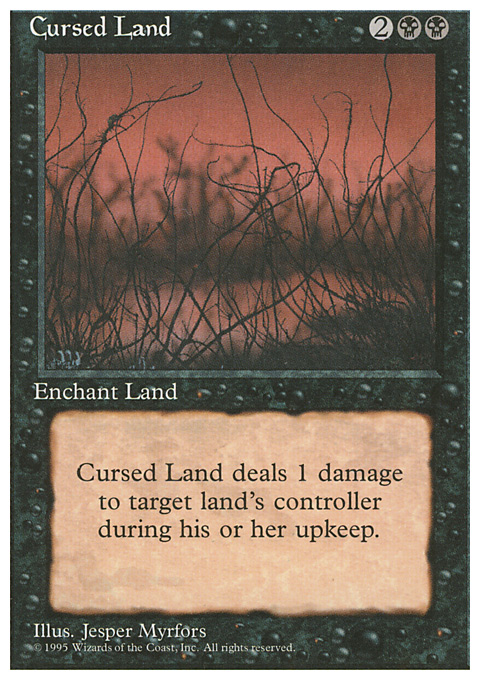 Cursed Land 2
Enchant Land
Cursed Land deals 1 damage
to target land's controller
during his or her upkeep.
Illus. Jesper Myrfors
© 1995 Wizards of the Coast, Inc. All rights reserved.